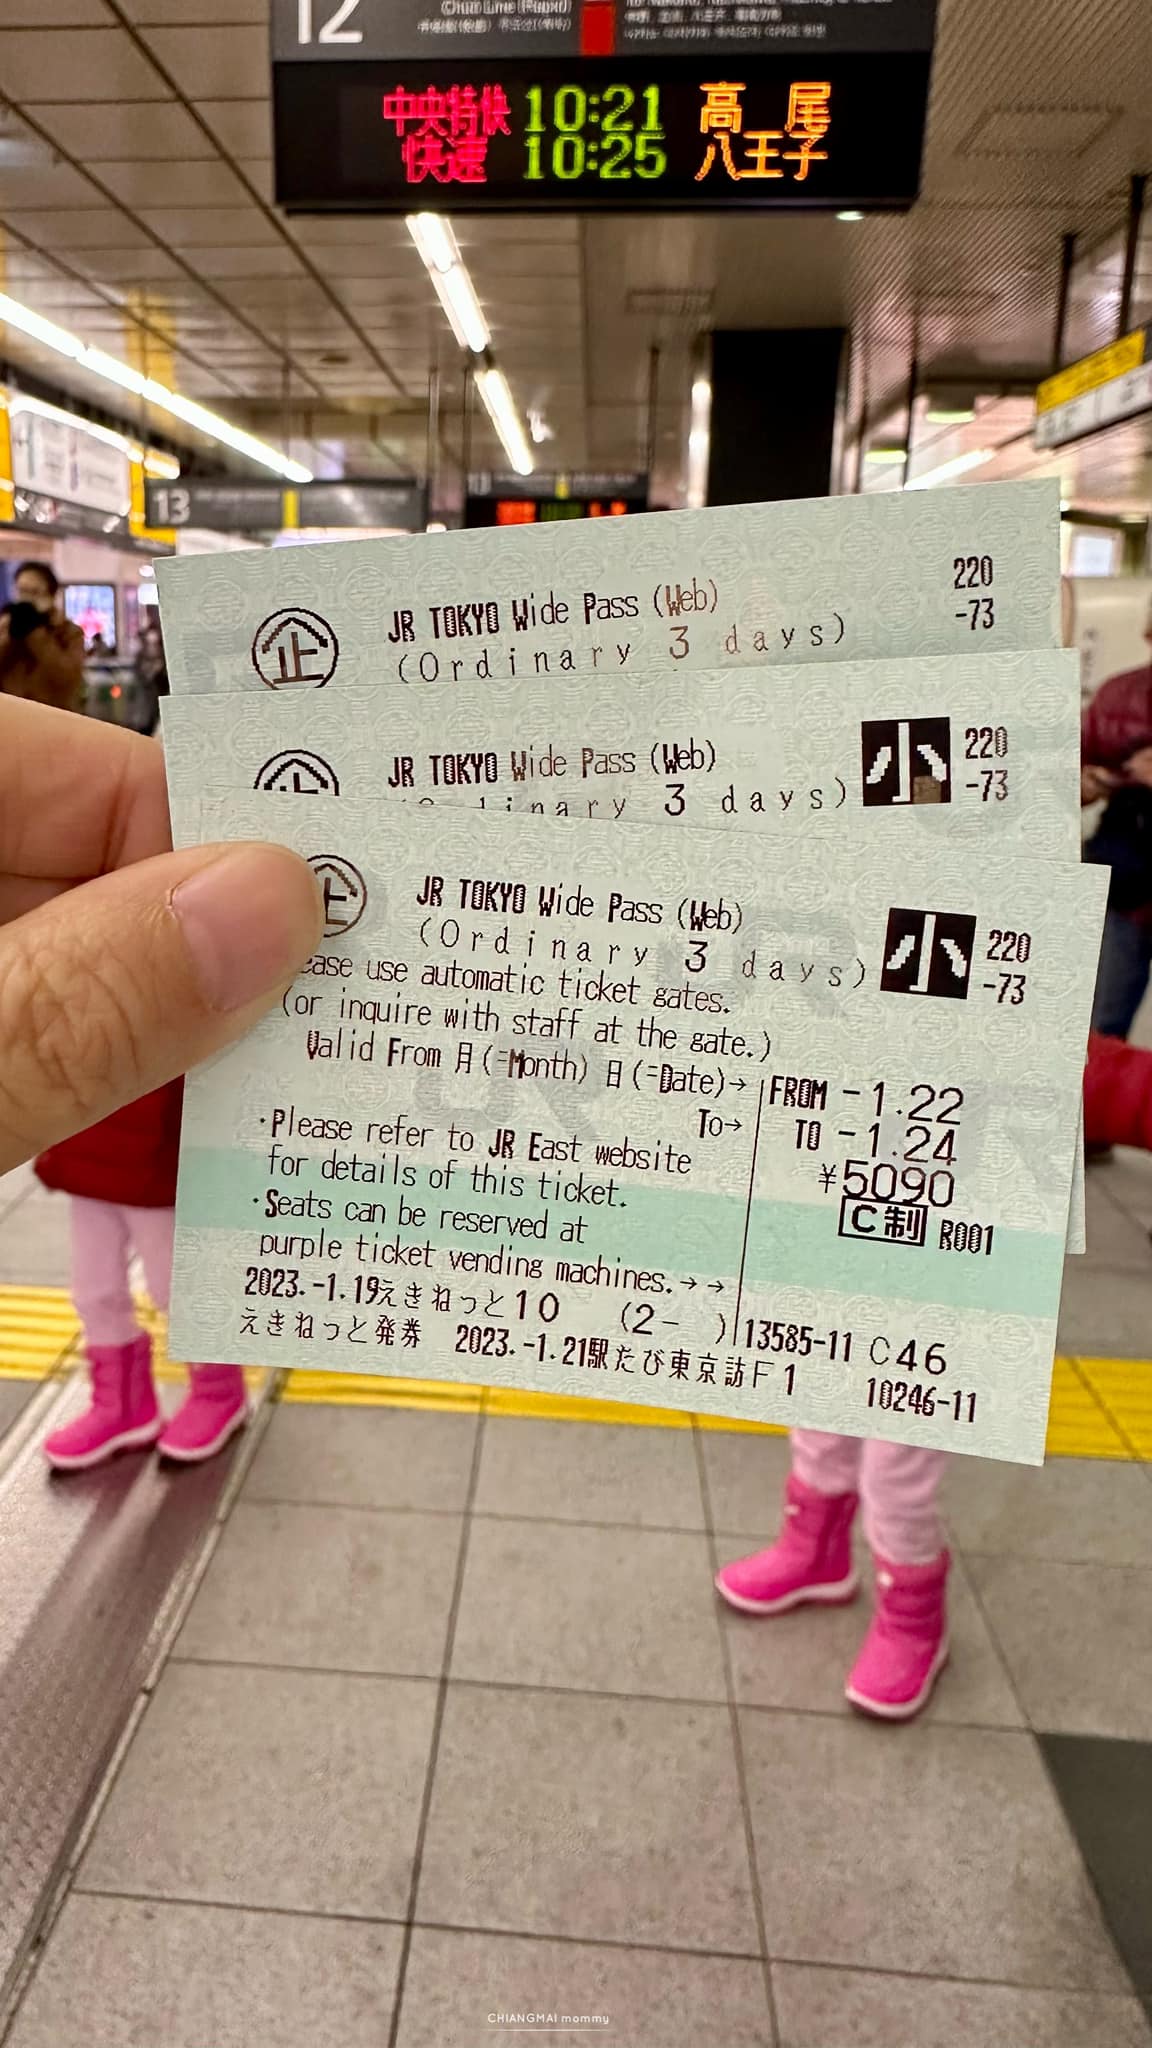 12
Chuo Line (Rapid)
中央特快 10:21 高尾
快速 10:25 八王子
13
企
JR TOKYO Wide Pass (Web)
(Ordinary 3 days)
220
-73
JR TOKYO Wide Pass (Web)
小
220
3 days)
-73
JR TOKYO Wide Pass (Web)
小
220
(Ordinary 3 days)
-73
ease use automatic ticket gates.
(or inquire with staff at the gate.)
Valid From 月(=Month) 日(=Date)→ FROM -1.22
To→ TO -1.24
・Please refer to JR East website
¥5090
for details of this ticket.
C制 R001
・Seats can be reserved at
purple ticket vending machines.→→
2023.-1.19えきねっと10 (2- ) 13585-11 C46
えきねっと発券 2023.-1.21駅たび東京訪F1 10246-11
CHIANGMAI mommy